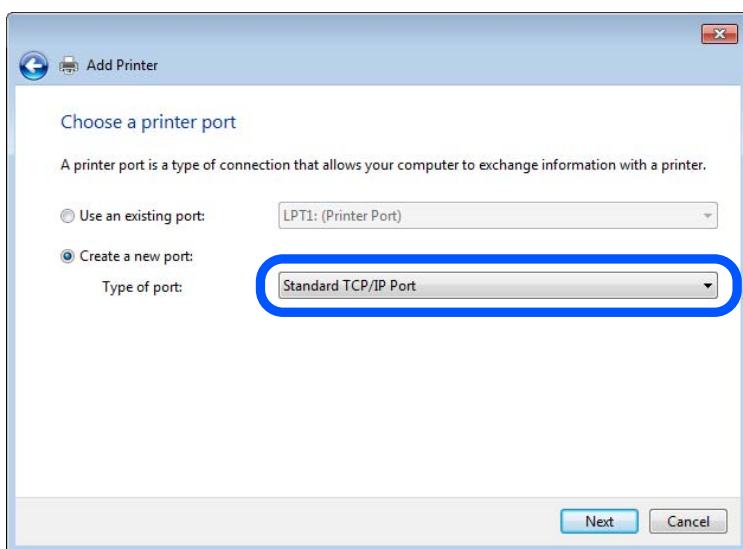 Add Printer
Choose a printer port
A printer port is a type of connection that allows your computer to exchange information with a printer.
Use an existing port: LPT1: (Printer Port)
Create a new port:
Type of port: Standard TCP/IP Port
Next Cancel